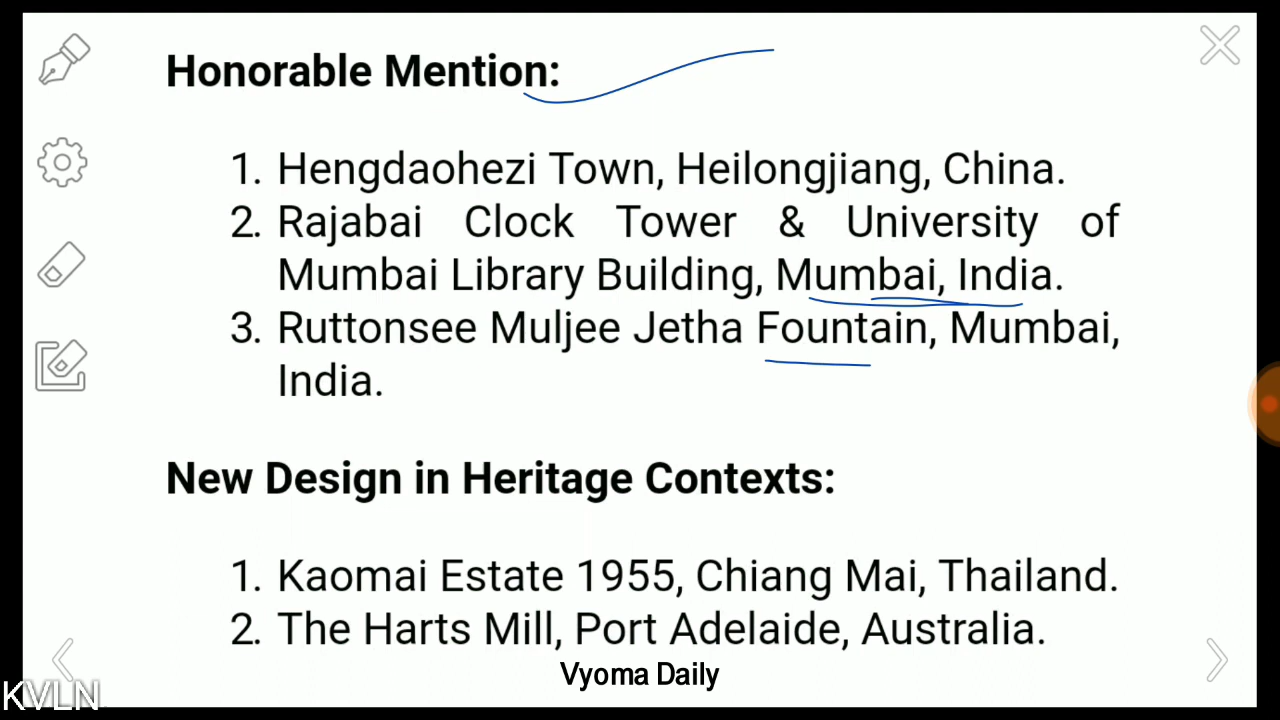 Honorable Mention:
1. Hengdaohezi Town, Heilongjiang, China.
2. Rajabai Clock Tower & University of
Mumbai Library Building, Mumbai, India.
3. Ruttonsee Muljee Jetha Fountain, Mumbai,
India.
New Design in Heritage Contexts:
1. Kaomai Estate 1955, Chiang Mai, Thailand.
2. The Harts Mill, Port Adelaide, Australia.
Vyoma Daily
KVLN